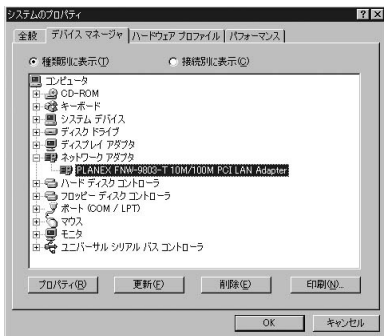 システムのプロパティ
全般 デバイス マネージャ ハードウェア プロファイル パフォーマンス
種類別に表示(T) 接続別に表示(C)
コンピュータ
CD-ROM
キーボード
システム デバイス
ディスク ドライブ
ディスプレイ アダプタ
ネットワーク アダプタ
PLANEX FNW-9803-T 10M/100M PCI LAN Adapter
ハード ディスク コントローラ
フロッピー ディスク コントローラ
ポート (COM / LPT)
マウス
モニタ
ユニバーサル シリアル バス コントローラ
プロパティ(R) 更新(F) 削除(E) 印刷(N)...
OK キャンセル